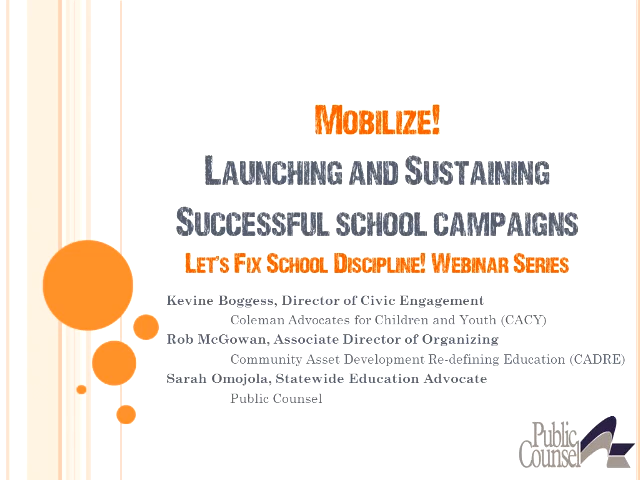 Mobilize!
Launching and Sustaining
Successful school campaigns
Let's Fix School Discipline! Webinar Series
Kevine Boggess, Director of Civic Engagement
Coleman Advocates for Children and Youth (CACY)
Rob McGowan, Associate Director of Organizing
Community Asset Development Re-defining Education (CADRE)
Sarah Omojola, Statewide Education Advocate
Public Counsel
Public
Counsel